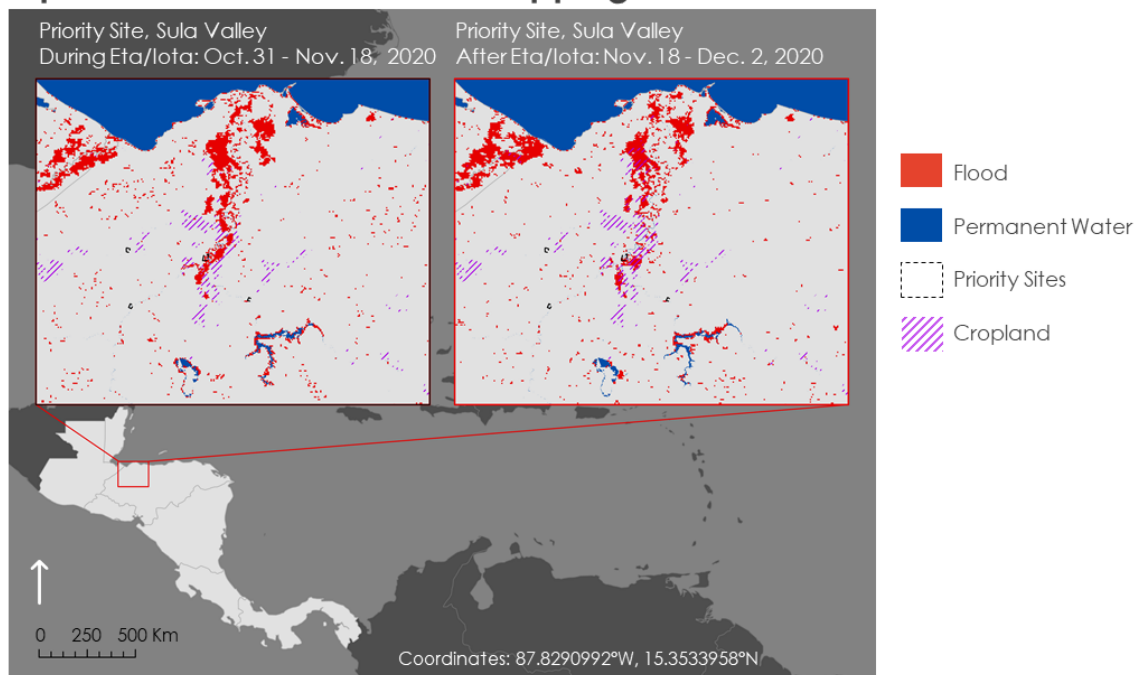 Priority Site, Sula Valley
During Eta/Iota: Oct. 31 - Nov. 18, 2020
Priority Site, Sula Valley
After Eta/Iota: Nov. 18 - Dec. 2, 2020
Flood
Permanent Water
Priority Sites
Cropland
0 250 500 Km
Coordinates: 87.8290992°W, 15.3533958°N